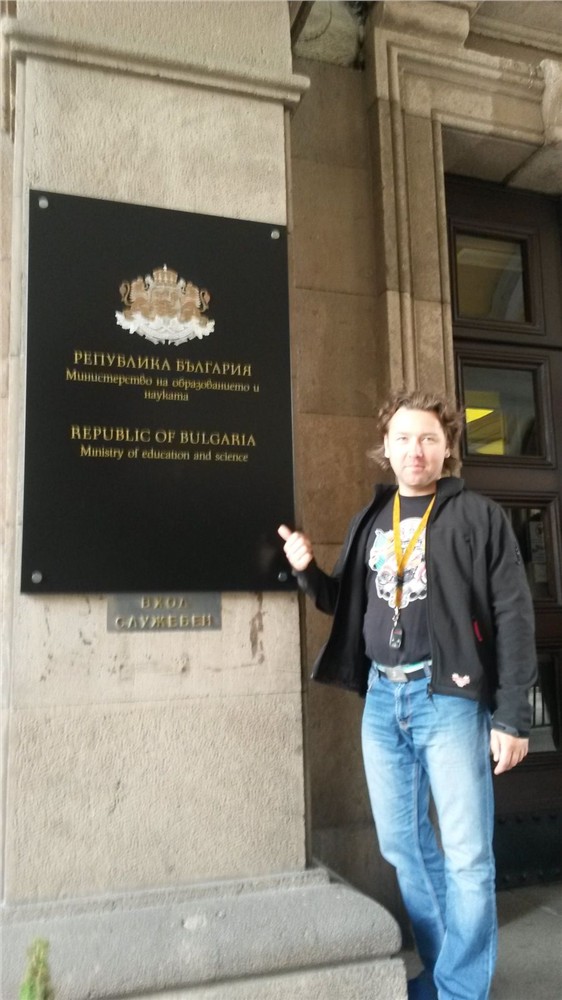 РЕПУБЛИКА БЪЛГАРИЯ
Министерство на образованието и
науката
REPUBLIC OF BULGARIA
Ministry of education and science
ВХОД
СЛУЖЕБЕН